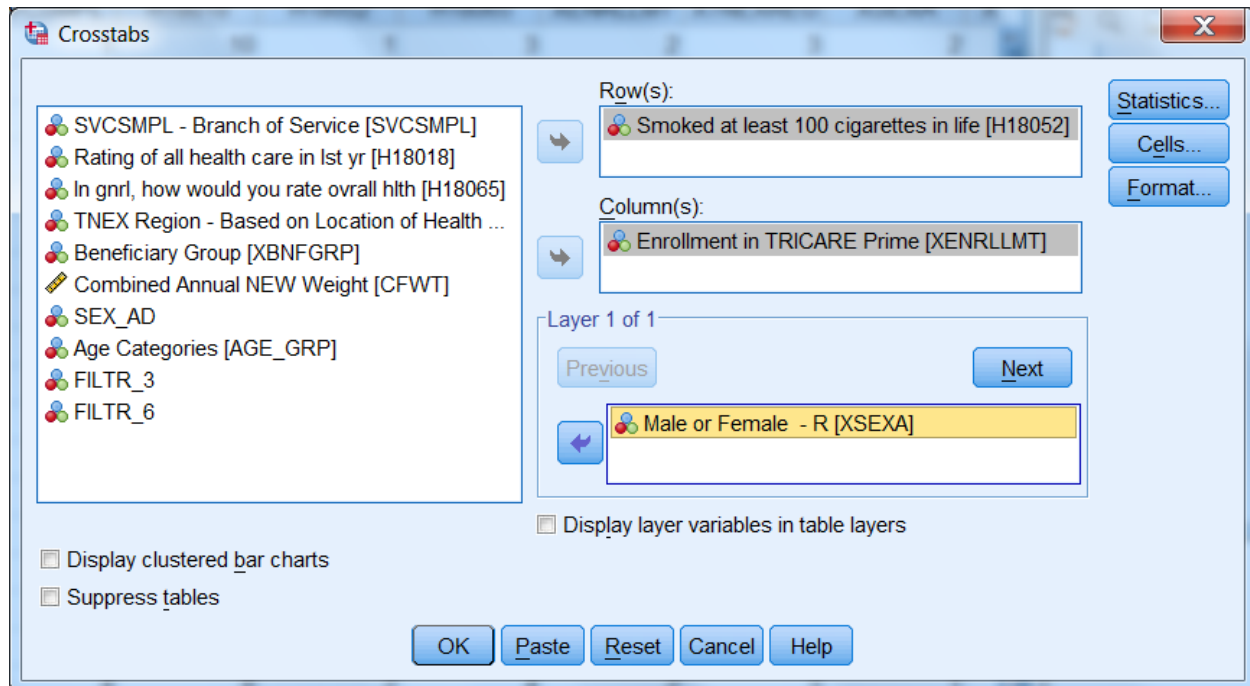 Crosstabs
SVCSMPL - Branch of Service [SVCSMPL]
Rating of all health care in lst yr [H18018]
In gnrl, how would you rate ovrall hlth [H18065]
TNEX Region - Based on Location of Health ...
Beneficiary Group [XBNFGRP]
Combined Annual NEW Weight [CFWT]
SEX_AD
Age Categories [AGE_GRP]
FILTR_3
FILTR_6
Row(s):
Smoked at least 100 cigarettes in life [H18052]
Column(s):
Enrollment in TRICARE Prime [XENRLLMT]
Layer 1 of 1
Previous
Next
Male or Female - R [XSEXA]
Display layer variables in table layers
Statistics...
Cells...
Format...
Display clustered bar charts
Suppress tables
OK
Paste
Reset
Cancel
Help